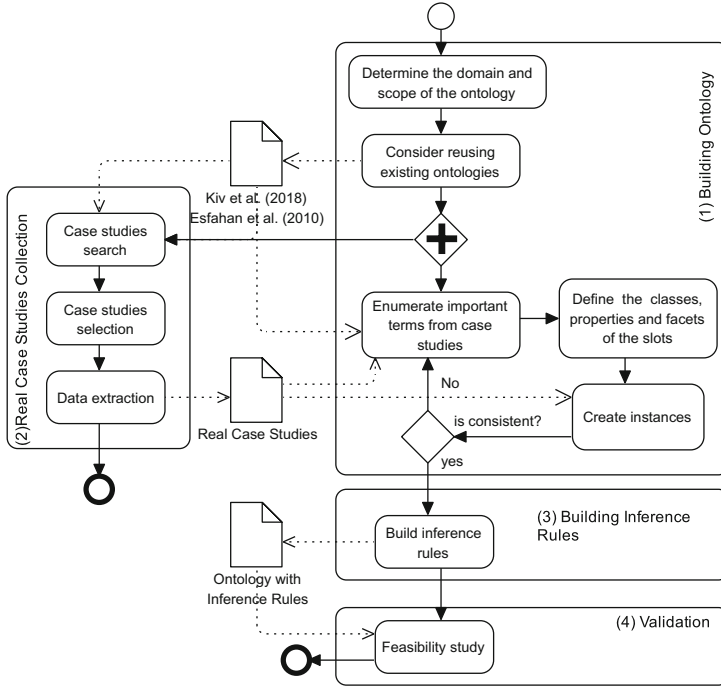 Determine the domain and
scope of the ontology
(1) Building Ontology
Consider reusing
existing ontologies
Kiv et al. (2018)
Esfahan et al. (2010)
(2)Real Case Studies Collection
Case studies
search
Case studies
selection
Data extraction
Enumerate important
terms from case
studies
Define the classes,
properties and facets
of the slots
Real Case Studies
No
is consistent?
Create instances
yes
Build inference
rules
(3) Building Inference
Rules
Ontology with
Inference Rules
(4) Validation
Feasibility study